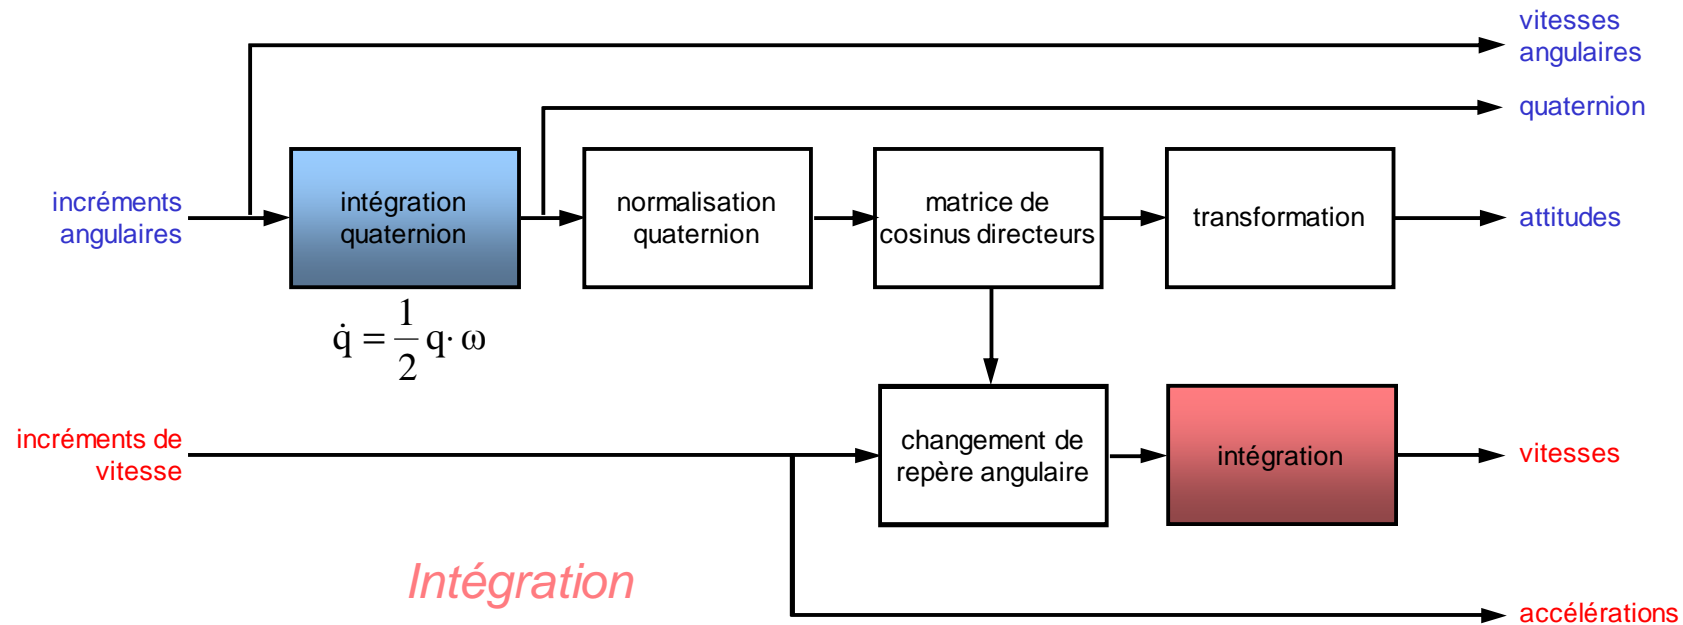 vitesses
angulaires
quaternion
incréments
angulaires
intégration
quaternion
normalisation
quaternion
matrice de
cosinus directeurs
transformation
attitudes
q̇ = 1/2 q· ω
incréments de
vitesse
changement de
repère angulaire
intégration
vitesses
Intégration
accélérations